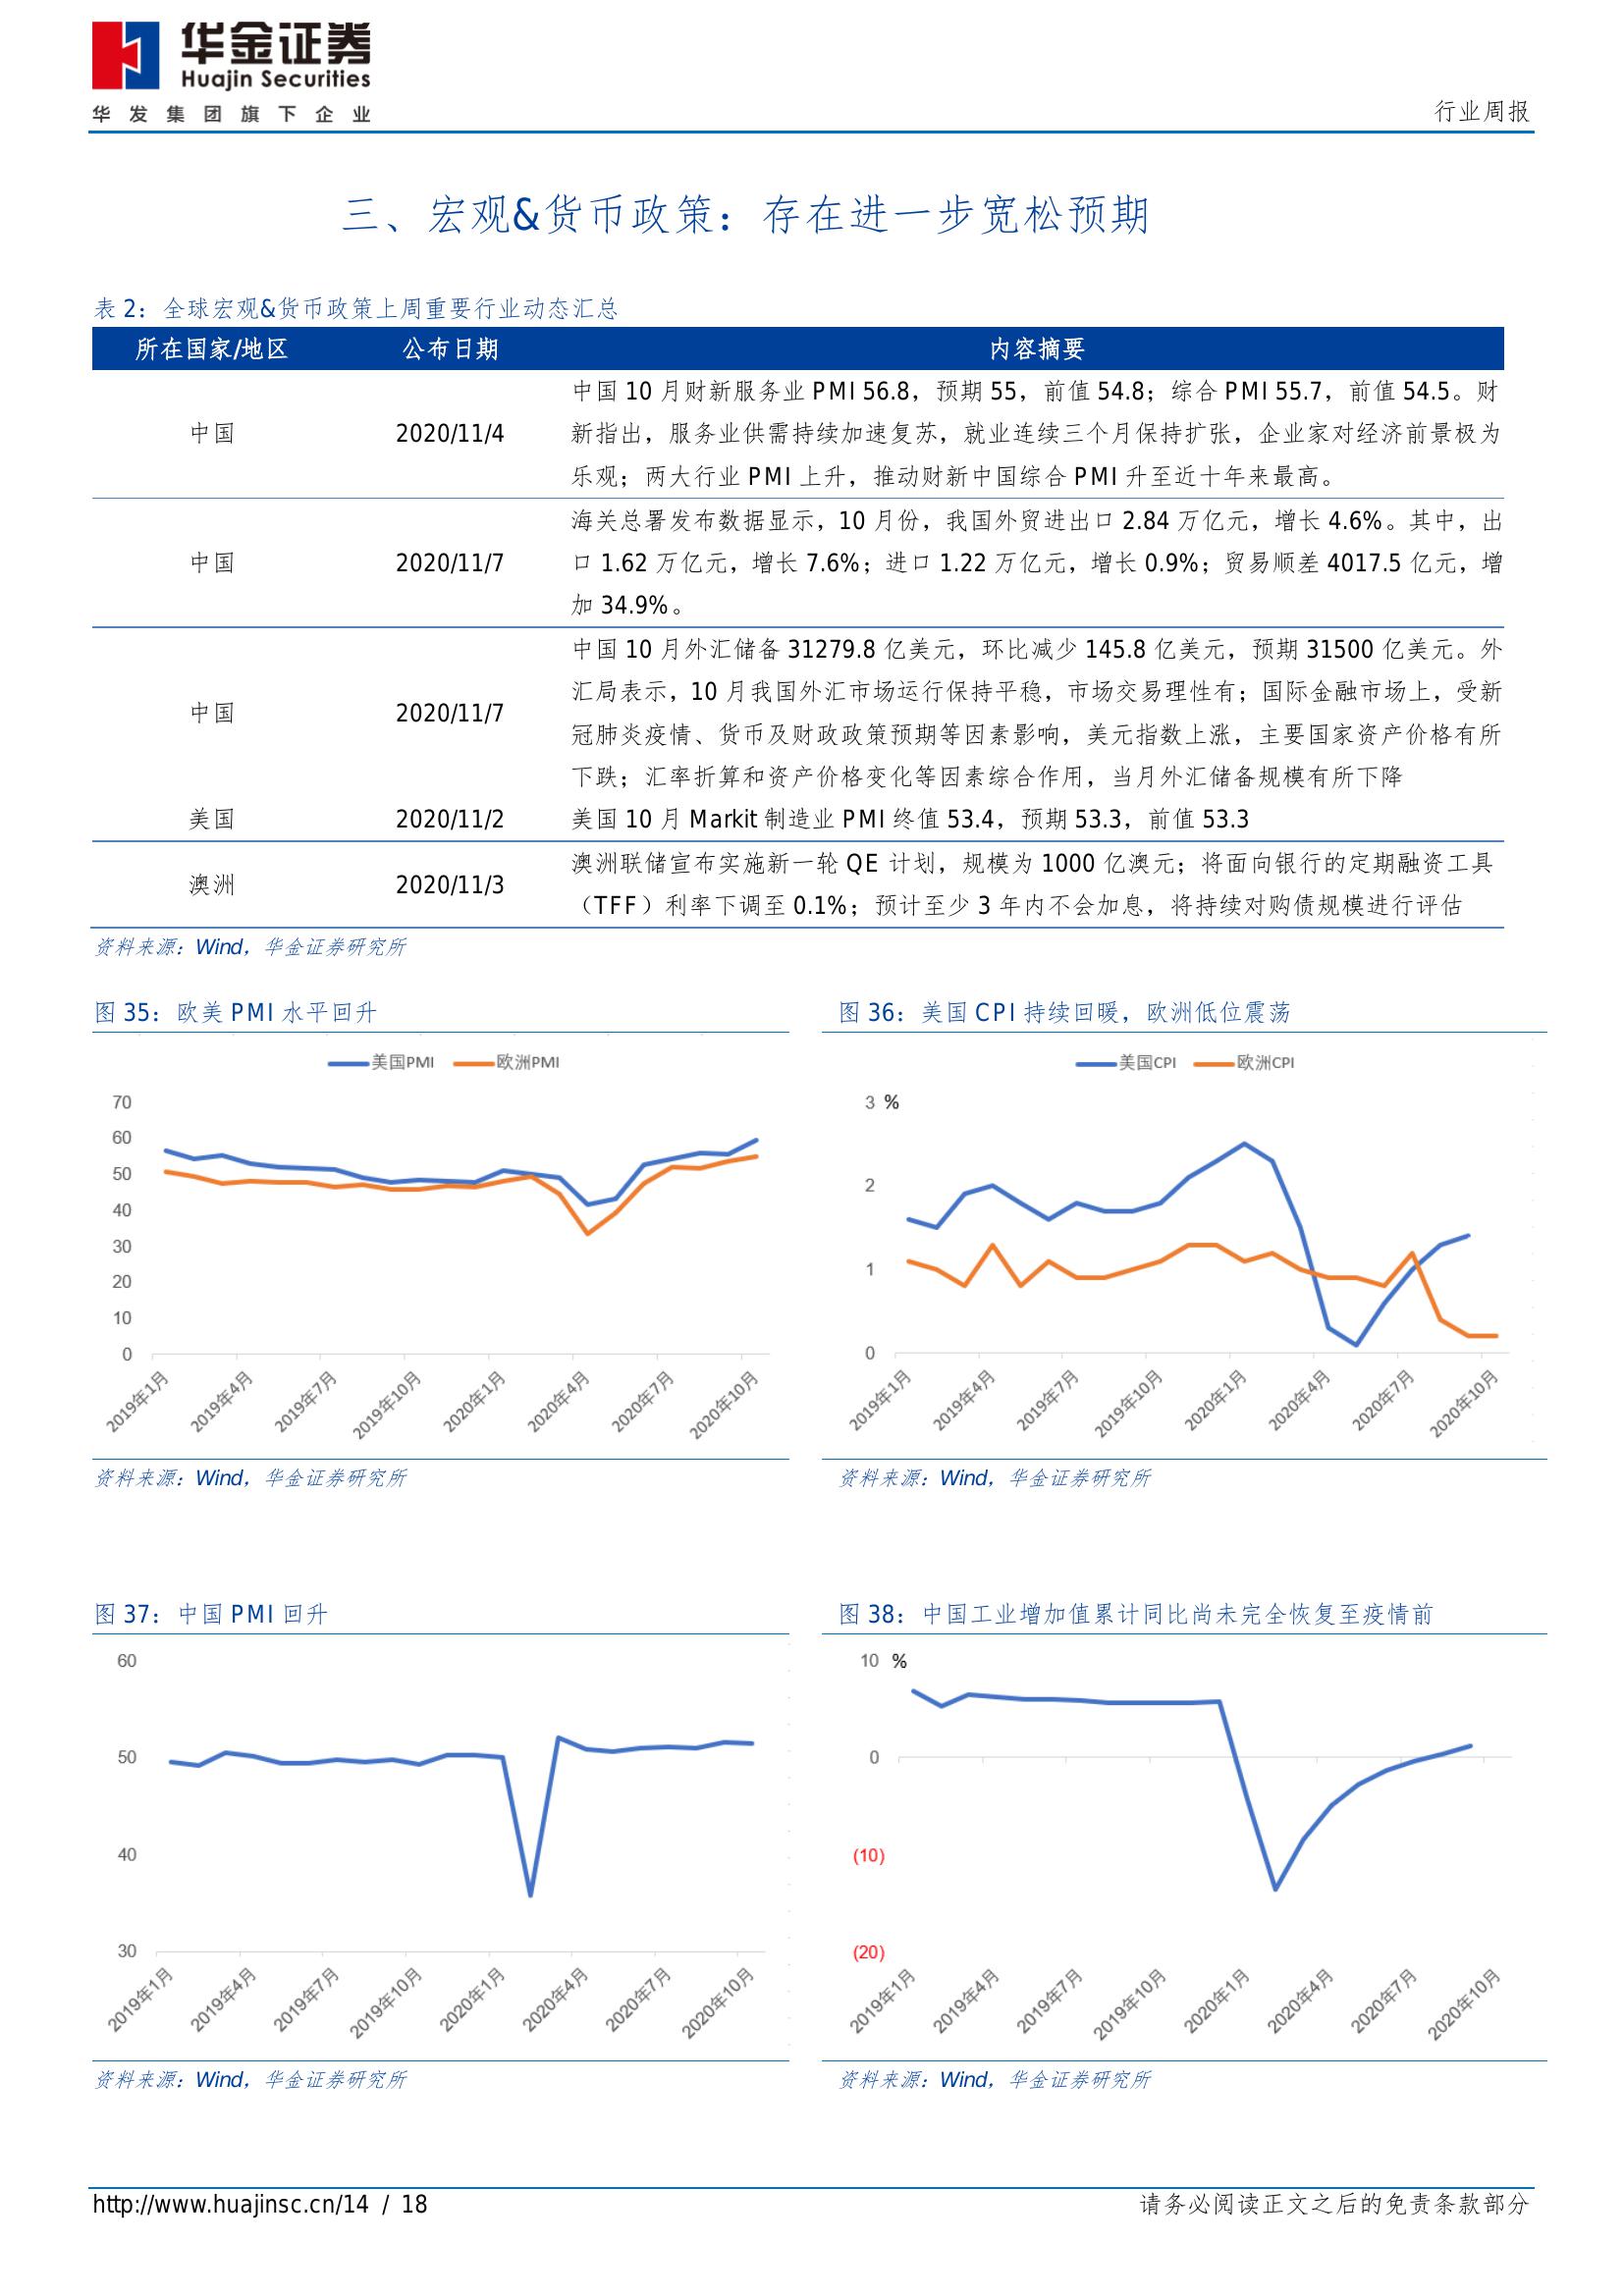 华金证券
Huajin Securities
华发集团旗下企业
行业周报
三、宏观&货币政策：存在进一步宽松预期
表 2：全球宏观&货币政策上周重要行业动态汇总
所在国家/地区 公布日期 内容摘要
中国 10 月财新服务业 PMI 56.8，预期 55，前值 54.8；综合 PMI 55.7，前值 54.5。财
中国 2020/11/4 新指出，服务业供需持续加速复苏，就业连续三个月保持扩张，企业家对经济前景极为
乐观；两大行业 PMI 上升，推动财新中国综合 PMI 升至近十年来最高。
海关总署发布数据显示，10 月份，我国外贸进出口 2.84 万亿元，增长 4.6%。其中，出
中国 2020/11/7 口 1.62 万亿元，增长 7.6%；进口 1.22 万亿元，增长 0.9%；贸易顺差 4017.5 亿元，增
加 34.9%。
中国 10 月外汇储备 31279.8 亿美元，环比减少 145.8 亿美元，预期 31500 亿美元。外
汇局表示，10 月我国外汇市场运行保持平稳，市场交易理性有；国际金融市场上，受新
中国 2020/11/7
冠肺炎疫情、货币及财政政策预期等因素影响，美元指数上涨，主要国家资产价格有所
下跌；汇率折算和资产价格变化等因素综合作用，当月外汇储备规模有所下降
美国 2020/11/2 美国 10 月 Markit 制造业 PMI 终值 53.4，预期 53.3，前值 53.3
澳洲联储宣布实施新一轮 QE 计划，规模为 1000 亿澳元；将面向银行的定期融资工具
澳洲 2020/11/3
（TFF）利率下调至 0.1%；预计至少 3 年内不会加息，将持续对购债规模进行评估
资料来源：Wind，华金证券研究所
图 35：欧美 PMI 水平回升
美国PMI 欧洲PMI
70
60
50
40
30
20
10
0
2019年1月 2019年4月 2019年7月 2019年10月 2020年1月 2020年4月 2020年7月 2020年10月
资料来源：Wind，华金证券研究所
图 36：美国 CPI 持续回暖，欧洲低位震荡
美国CPI 欧洲CPI
3 %
2
1
0
2019年1月 2019年4月 2019年7月 2019年10月 2020年1月 2020年4月 2020年7月 2020年10月
资料来源：Wind，华金证券研究所
图 37：中国 PMI 回升
60
50
40
30
2019年1月 2019年4月 2019年7月 2019年10月 2020年1月 2020年4月 2020年7月 2020年10月
资料来源：Wind，华金证券研究所
图 38：中国工业增加值累计同比尚未完全恢复至疫情前
10 %
0
(10)
(20)
2019年1月 2019年4月 2019年7月 2019年10月 2020年1月 2020年4月 2020年7月 2020年10月
资料来源：Wind，华金证券研究所
http://www.huajinsc.cn/14 / 18
请务必阅读正文之后的免责条款部分